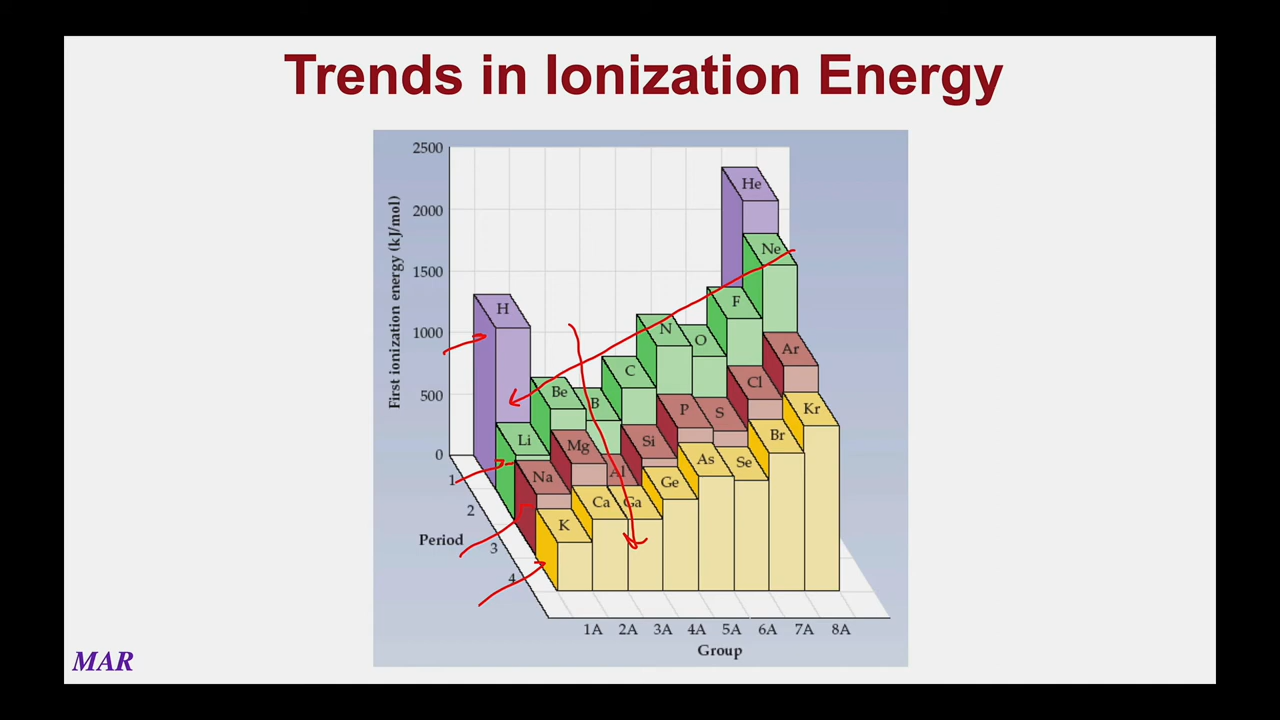 Trends in Ionization Energy
2500
2000
1500
1000
500
0
First ionization energy (kJ/mol)
H
He
Li
Be
B
C
N
O
F
Ne
Na
Mg
Al
Si
P
S
Cl
Ar
K
Ca
Ga
Ge
As
Se
Br
Kr
1
2
3
4
Period
1A 2A 3A 4A 5A 6A 7A 8A
Group
MAR